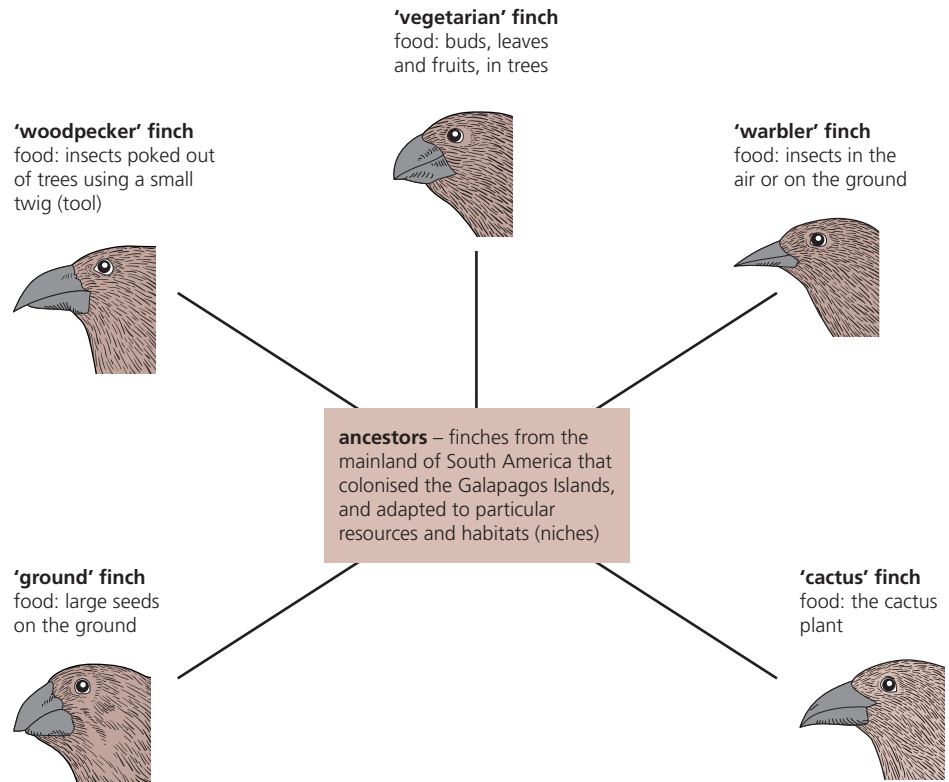 ‘vegetarian’ finch
food: buds, leaves
and fruits, in trees
‘woodpecker’ finch
food: insects poked out
of trees using a small
twig (tool)
‘warbler’ finch
food: insects in the
air or on the ground
ancestors – finches from the
mainland of South America that
colonised the Galapagos Islands,
and adapted to particular
resources and habitats (niches)
‘ground’ finch
food: large seeds
on the ground
‘cactus’ finch
food: the cactus
plant